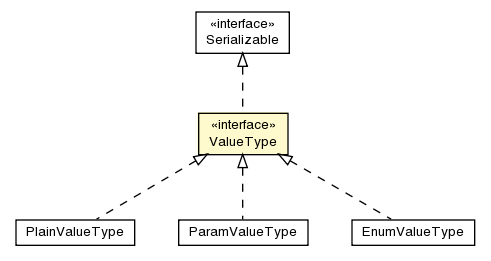 «interface»
Serializable
«interface»
ValueType
PlainValueType
ParamValueType
EnumValueType